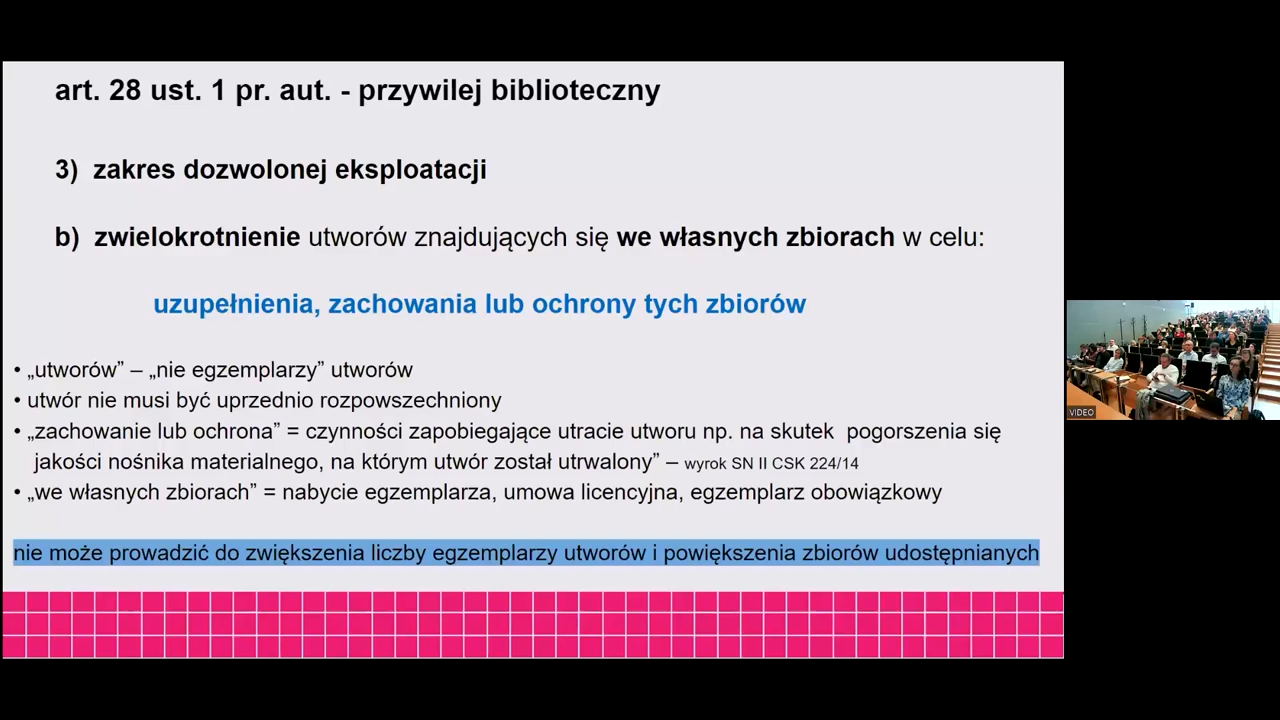 art. 28 ust. 1 pr. aut. - przywilej biblioteczny
3) zakres dozwolonej eksploatacji
b) zwielokrotnienie utworów znajdujących się we własnych zbiorach w celu:
uzupełnienia, zachowania lub ochrony tych zbiorów
• „utworów” – „nie egzemplarzy” utworów
• utwór nie musi być uprzednio rozpowszechniony
• „zachowanie lub ochrona” = czynności zapobiegające utracie utworu np. na skutek pogorszenia się
jakości nośnika materialnego, na którym utwór został utrwalony” – wyrok SN II CSK 224/14
• „we własnych zbiorach” = nabycie egzemplarza, umowa licencyjna, egzemplarz obowiązkowy
nie może prowadzić do zwiększenia liczby egzemplarzy utworów i powiększenia zbiorów udostępnianych
VIDEO